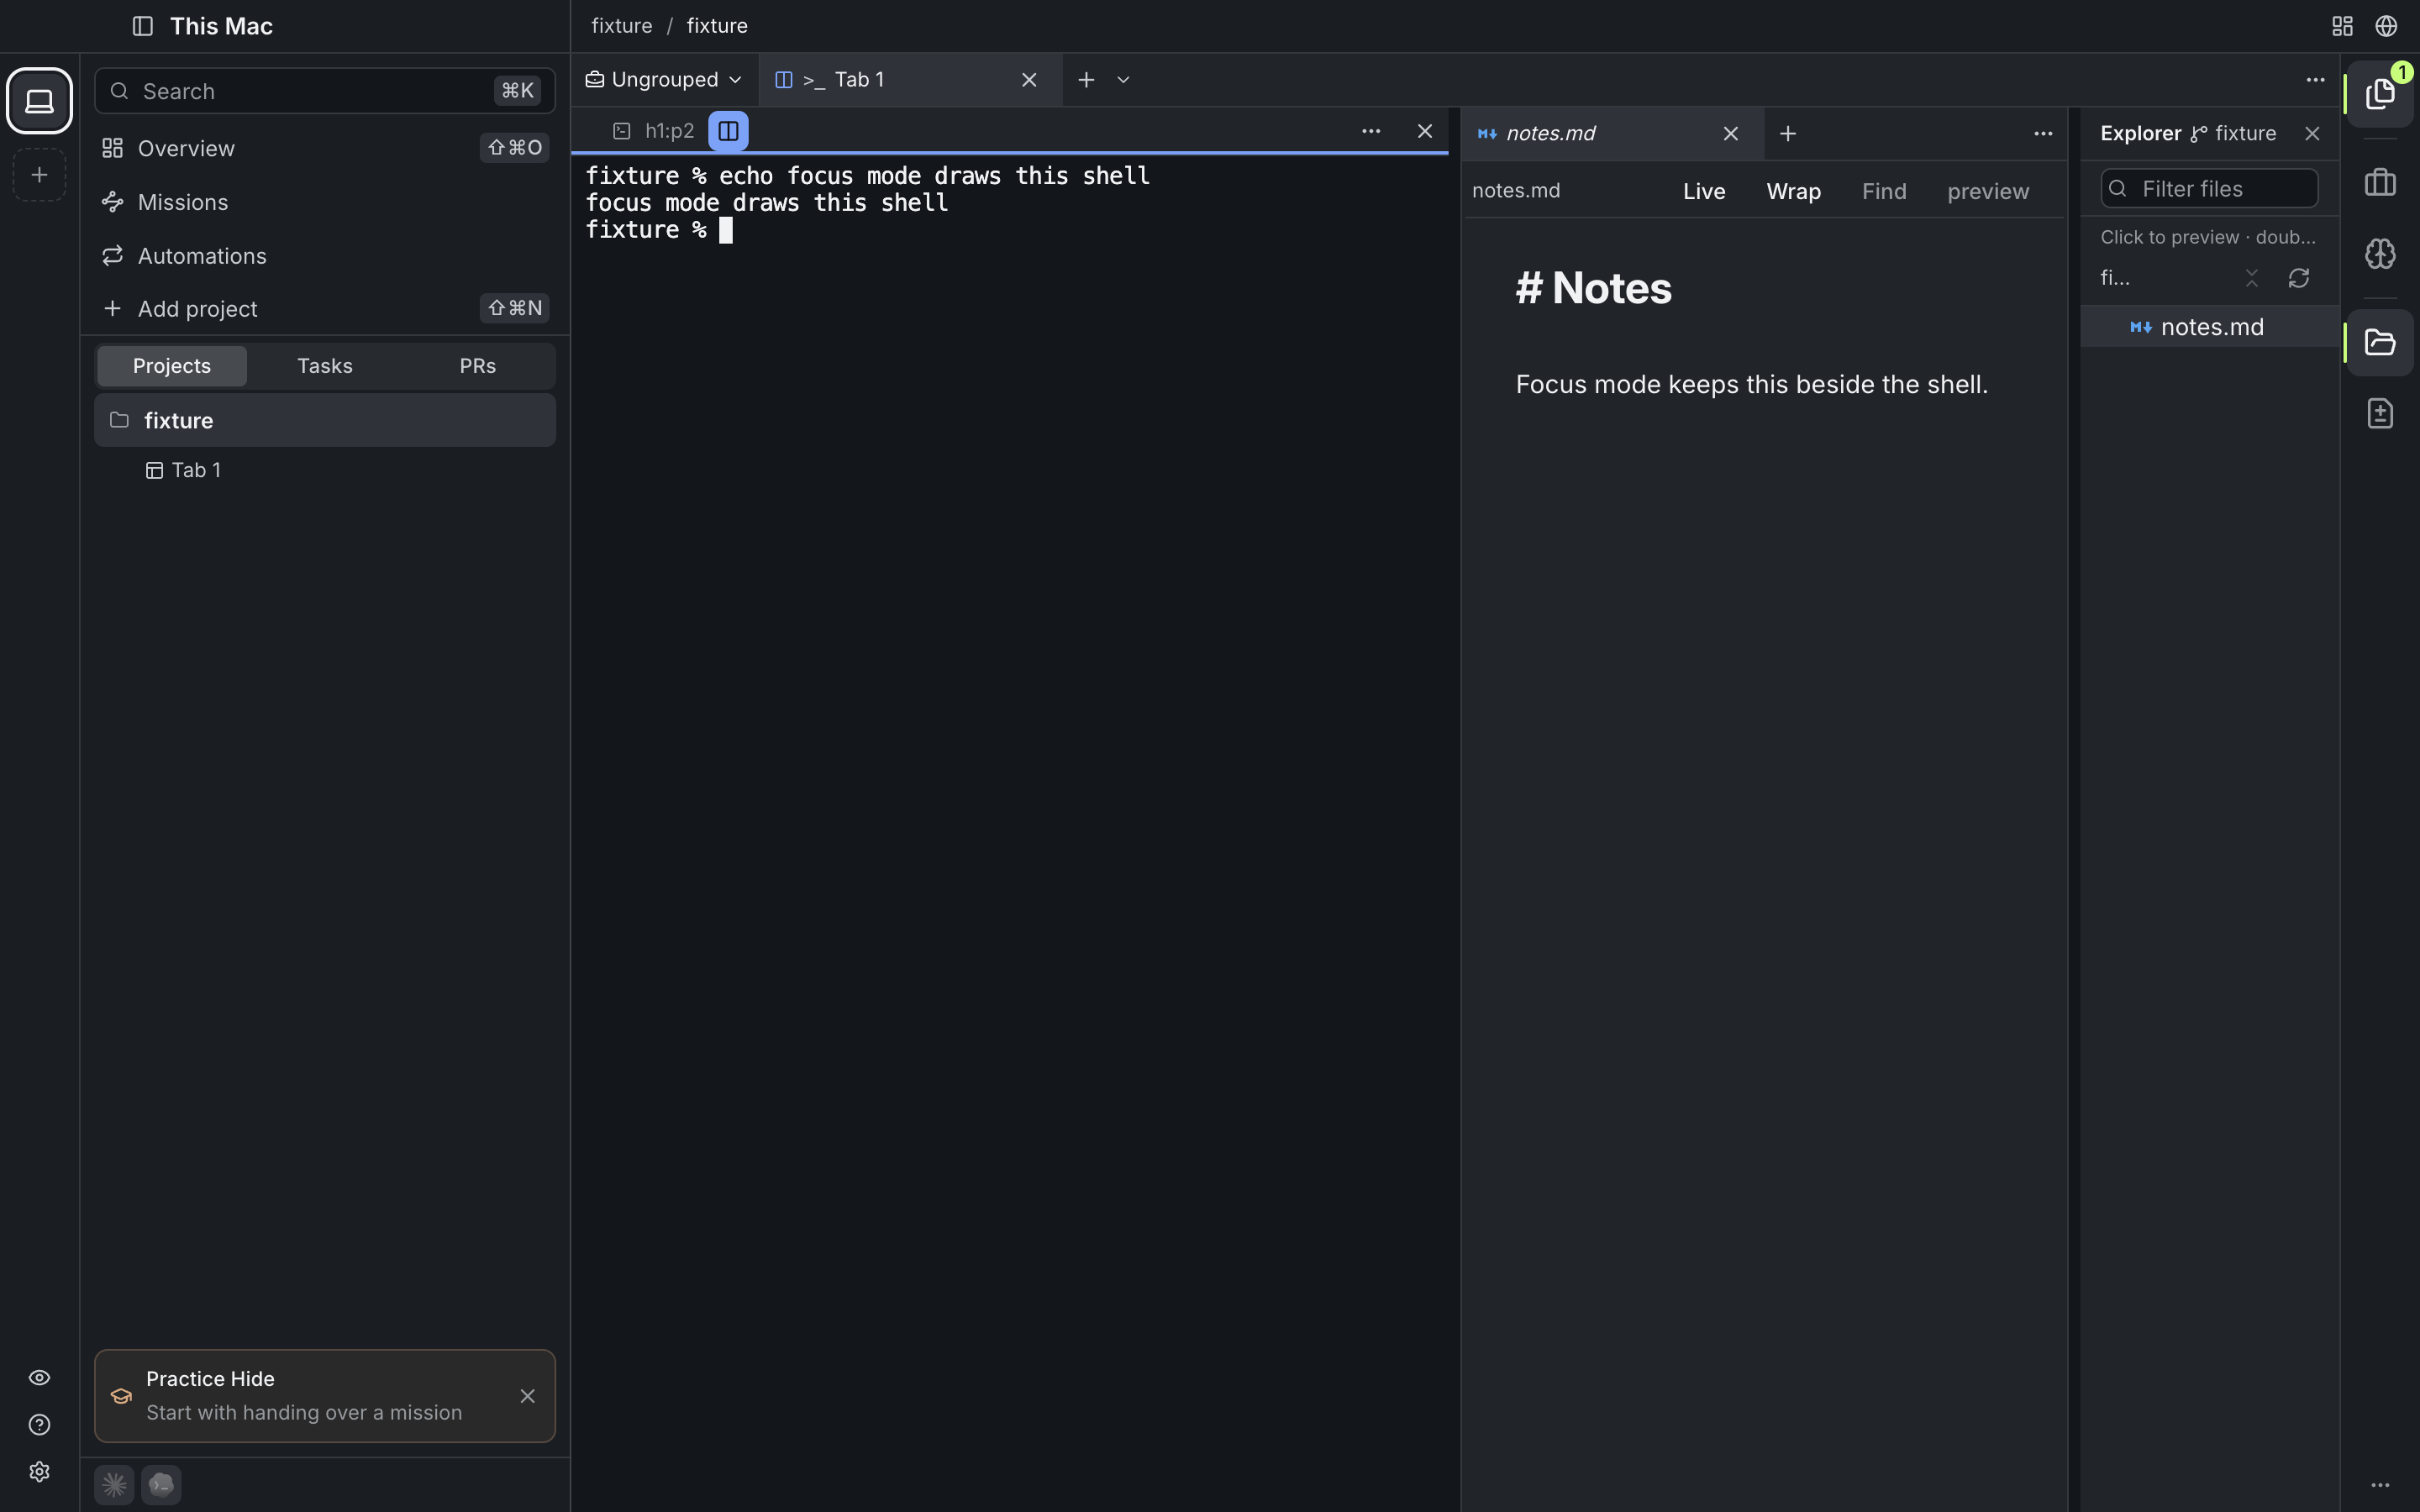 This Mac
fixture / fixture
Search ⌘K
Overview ⇧⌘O
Missions
Automations
Add project ⇧⌘N
Projects Tasks PRs
fixture
Tab 1
Practice Hide
Start with handing over a mission
Ungrouped
>_ Tab 1
h1:p2
fixture % echo focus mode draws this shell
focus mode draws this shell
fixture %
notes.md
notes.md Live Wrap Find preview
# Notes
Focus mode keeps this beside the shell.
Explorer fixture
Filter files
Click to preview · doub...
fi...
notes.md
1